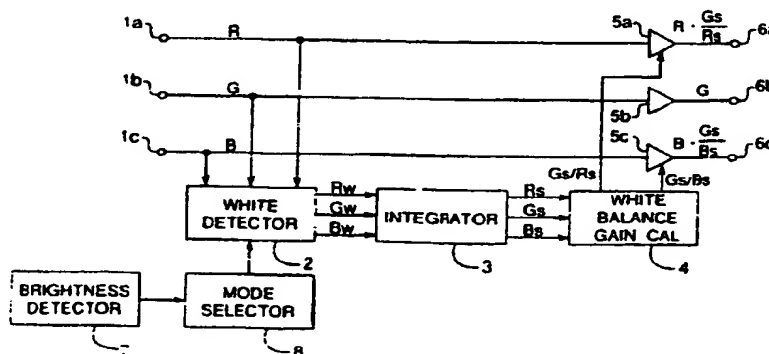 1a R 5a R · Gs/Rs 6a
1b G 5b G 6b
1c B 5c B · Gs/Bs
Gs/Rs Gs/Bs
WHITE DETECTOR 2
Rw Gw Bw
INTEGRATOR 3
Rs Gs Bs
WHITE BALANCE GAIN CAL 4
BRIGHTNESS DETECTOR
MODE SELECTOR 8